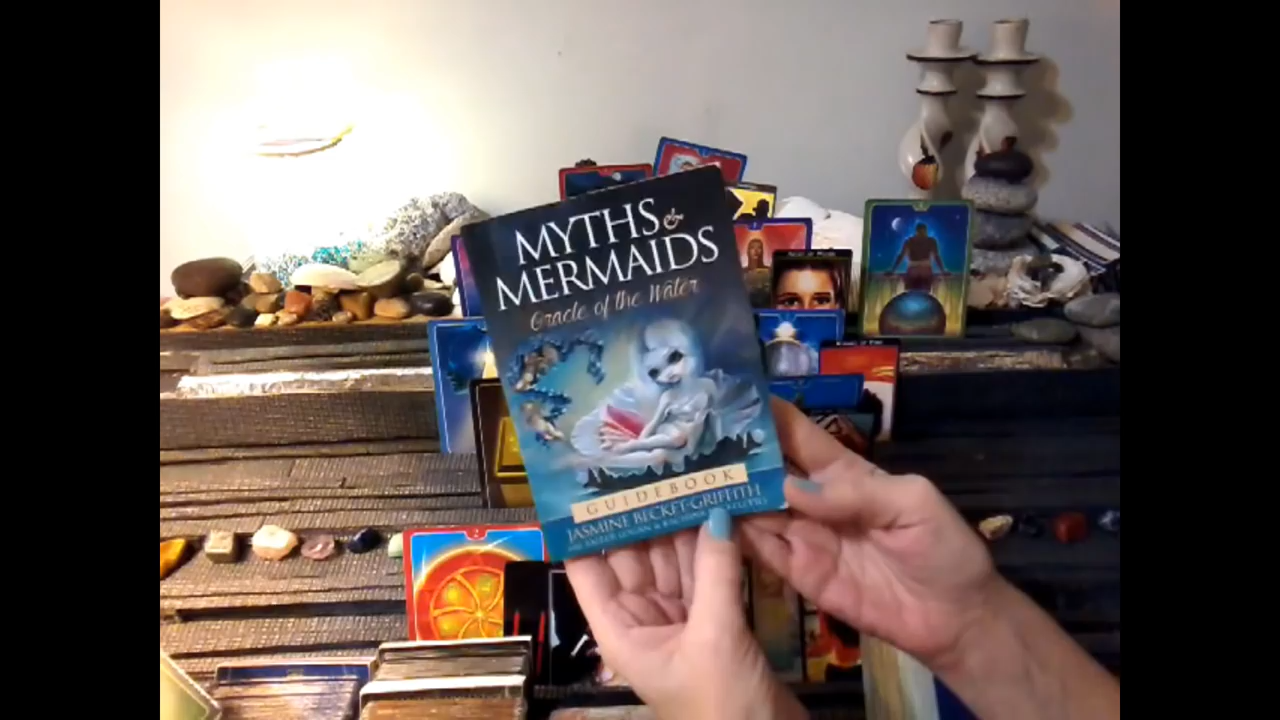 MYTHS &
MERMAIDS
Oracle of the Water
GUIDEBOOK
JASMINE BECKET-GRIFFITH